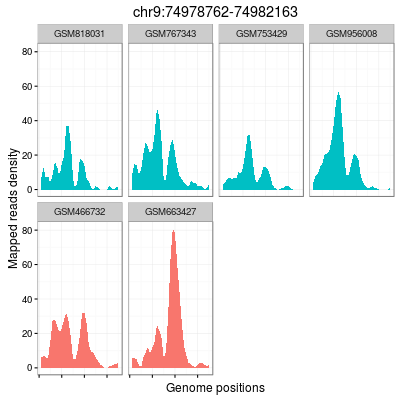 chr9:74978762-74982163
GSM818031 GSM767343 GSM753429 GSM956008
80
60
40
20
0
GSM466732 GSM663427
80
60
40
20
0
Mapped reads density
Genome positions